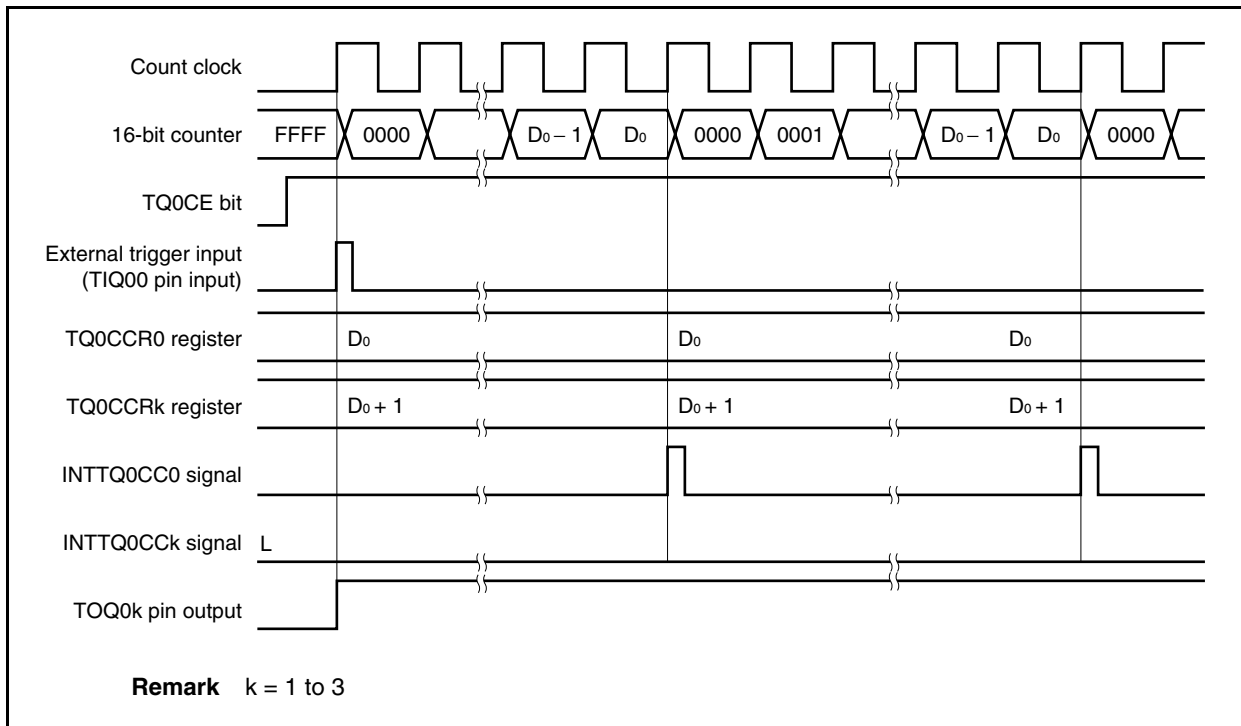 Count clock
16-bit counter FFFF 0000 D₀ – 1 D₀ 0000 0001 D₀ – 1 D₀ 0000
TQ0CE bit
External trigger input
(TIQ00 pin input)
TQ0CCR0 register D₀ D₀ D₀
TQ0CCRk register D₀ + 1 D₀ + 1 D₀ + 1
INTTQ0CC0 signal
INTTQ0CCk signal L
TOQ0k pin output
Remark k = 1 to 3